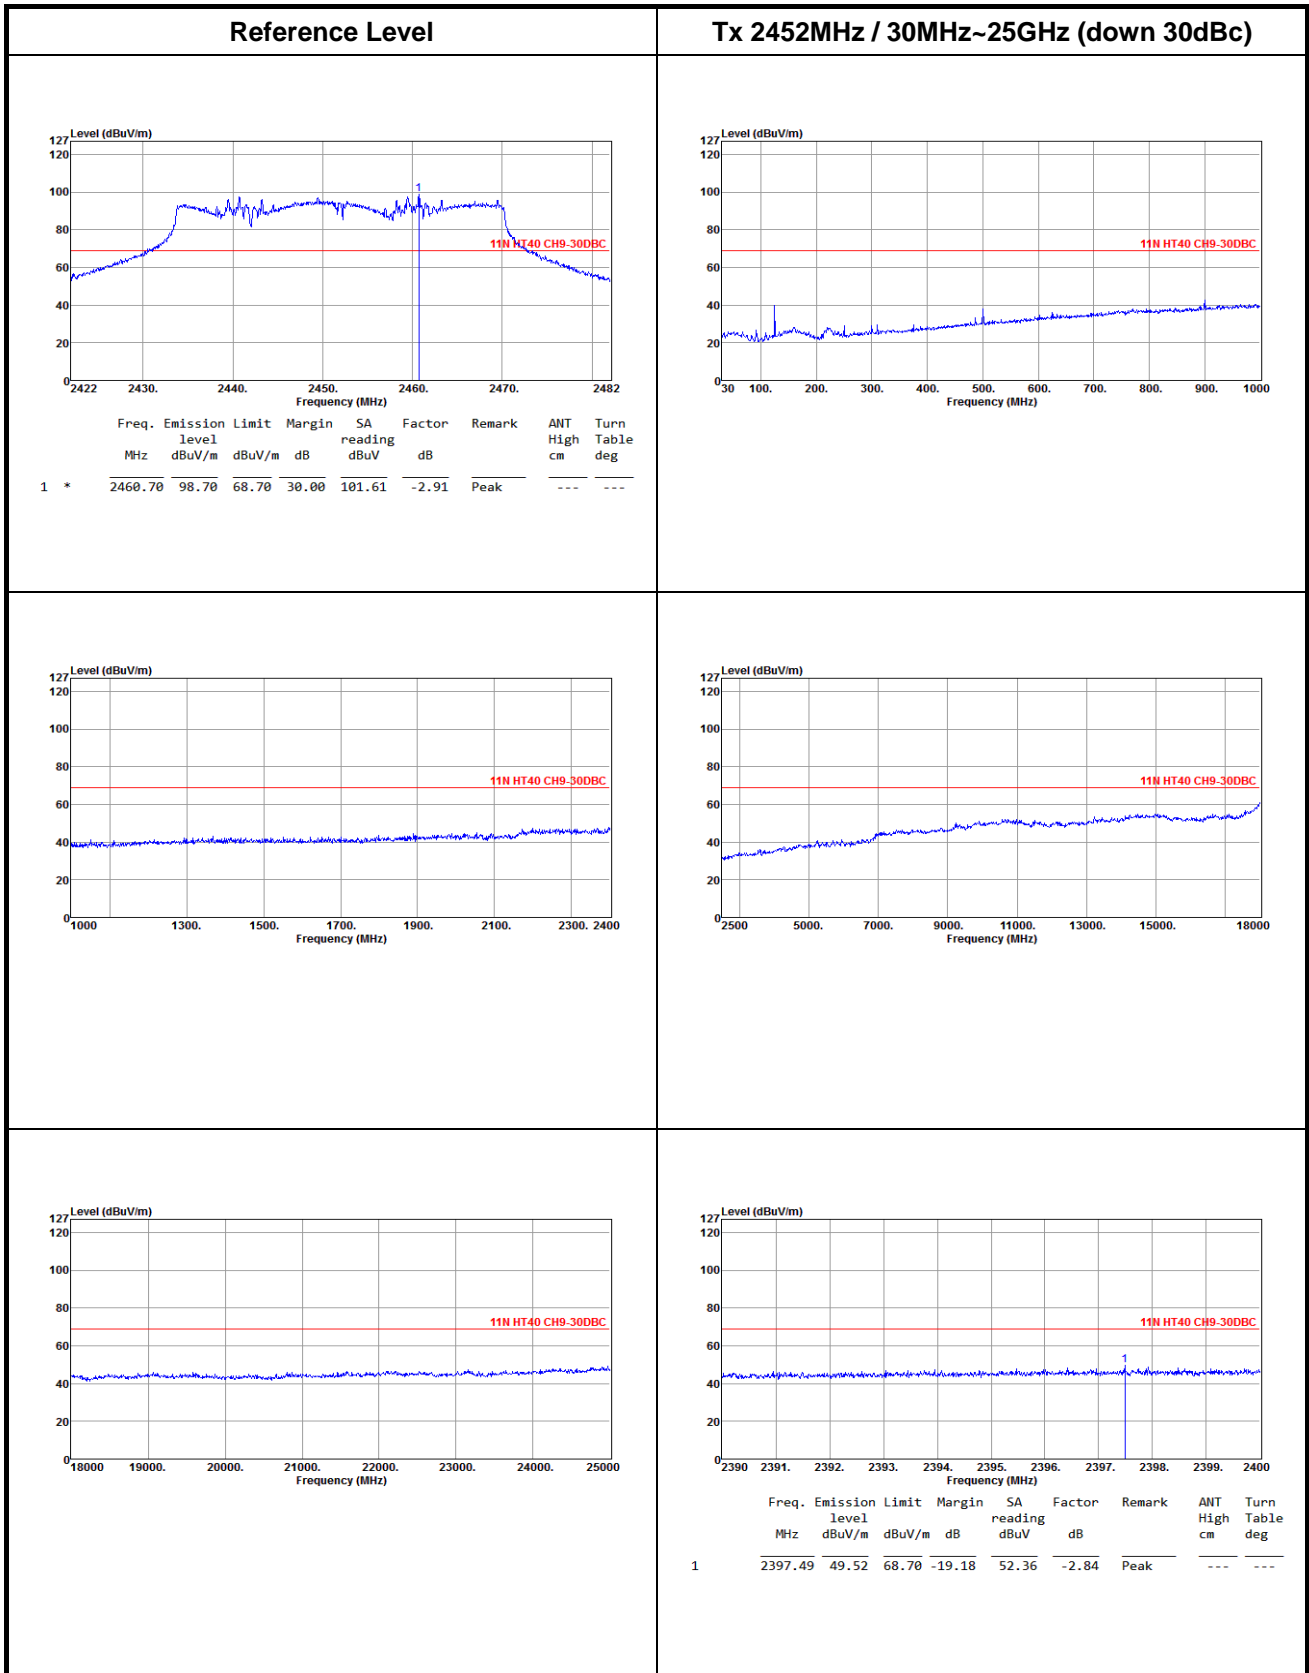 Reference Level
Tx 2452MHz / 30MHz~25GHz (down 30dBc)
127 Level (dBuV/m)
120
100
80
11N HT40 CH9-30DBC
60
40
20
0
1
2422 2430. 2440. 2450. 2460. 2470. 2482
Frequency (MHz)
Freq. Emission Limit Margin SA Factor Remark ANT Turn
level reading High Table
MHz dBuV/m dBuV/m dB dBuV dB cm deg
1 * 2460.70 98.70 68.70 30.00 101.61 -2.91 Peak --- ---
127 Level (dBuV/m)
120
100
80
11N HT40 CH9-30DBC
60
40
20
0
30 100. 200. 300. 400. 500. 600. 700. 800. 900. 1000
Frequency (MHz)
127 Level (dBuV/m)
120
100
80
11N HT40 CH9-30DBC
60
40
20
0
1000 1300. 1500. 1700. 1900. 2100. 2300. 2400
Frequency (MHz)
127 Level (dBuV/m)
120
100
80
11N HT40 CH9-30DBC
60
40
20
0
2500 5000. 7000. 9000. 11000. 13000. 15000. 18000
Frequency (MHz)
127 Level (dBuV/m)
120
100
80
11N HT40 CH9-30DBC
60
40
20
0
18000 19000. 20000. 21000. 22000. 23000. 24000. 25000
Frequency (MHz)
127 Level (dBuV/m)
120
100
80
11N HT40 CH9-30DBC
60
1
40
20
0
2390 2391. 2392. 2393. 2394. 2395. 2396. 2397. 2398. 2399. 2400
Frequency (MHz)
Freq. Emission Limit Margin SA Factor Remark ANT Turn
level reading High Table
MHz dBuV/m dBuV/m dB dBuV dB cm deg
1 2397.49 49.52 68.70 -19.18 52.36 -2.84 Peak --- ---